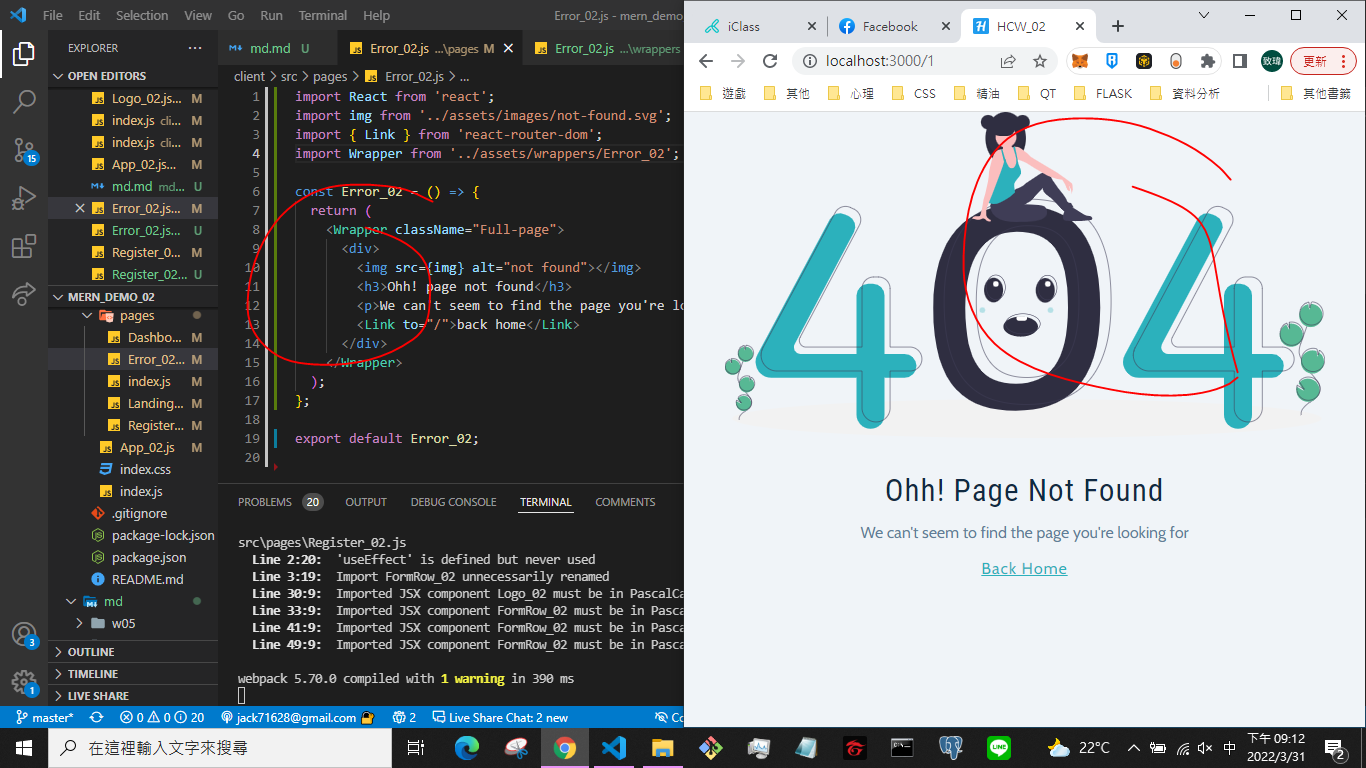 File Edit Selection View Go Run Terminal Help Error_02.js - mern_demo
EXPLORER
OPEN EDITORS
Logo_02.js... M
index.js cli... M
index.js cli... M
App_02.js... M
md.md md... U
Error_02.js... M
Error_02.js... U
Register_0... M
Register_02... U
MERN_DEMO_02
pages
Dashbo... M
Error_02... M
index.js M
Landing... M
Register... M
App_02.js M
index.css
index.js
.gitignore
package-lock.json
package.json
README.md
md
w05
OUTLINE
TIMELINE
LIVE SHARE
15
3
1
md.md U Error_02.js ...\pages M Error_02.js ...\wrappers
client > src > pages > Error_02.js > ...
1 import React from 'react';
2 import img from '../assets/images/not-found.svg';
3 import { Link } from 'react-router-dom';
4 import Wrapper from '../assets/wrappers/Error_02';
5
6 const Error_02 = () => {
7 return (
8 <Wrapper className="Full-page">
9 <div>
10 <img src={img} alt="not found"></img>
11 <h3>Ohh! page not found</h3>
12 <p>We can't seem to find the page you're lo
13 <Link to="/">back home</Link>
14 </div>
15 </Wrapper>
16 );
17 };
18
19 export default Error_02;
20
PROBLEMS 20 OUTPUT DEBUG CONSOLE TERMINAL COMMENTS
src\pages\Register_02.js
Line 2:20: 'useEffect' is defined but never used
Line 3:19: Import FormRow_02 unnecessarily renamed
Line 30:9: Imported JSX component Logo_02 must be in PascalCa
Line 33:9: Imported JSX component FormRow_02 must be in Pasca
Line 41:9: Imported JSX component FormRow_02 must be in Pasca
Line 49:9: Imported JSX component FormRow_02 must be in Pasca
webpack 5.70.0 compiled with 1 warning in 390 ms
master* 0 0 20 jack71628@gmail.com 2 Live Share Chat: 2 new Co
iClass Facebook HCW_02
localhost:3000/1 致瑋 更新
遊戲 其他 心理 CSS 精油 QT FLASK 資料分析 其他書籤
404
Ohh! Page Not Found
We can't seem to find the page you're looking for
Back Home
在這裡輸入文字來搜尋
LINE
22°C 中 下午 09:12
2022/3/31
2